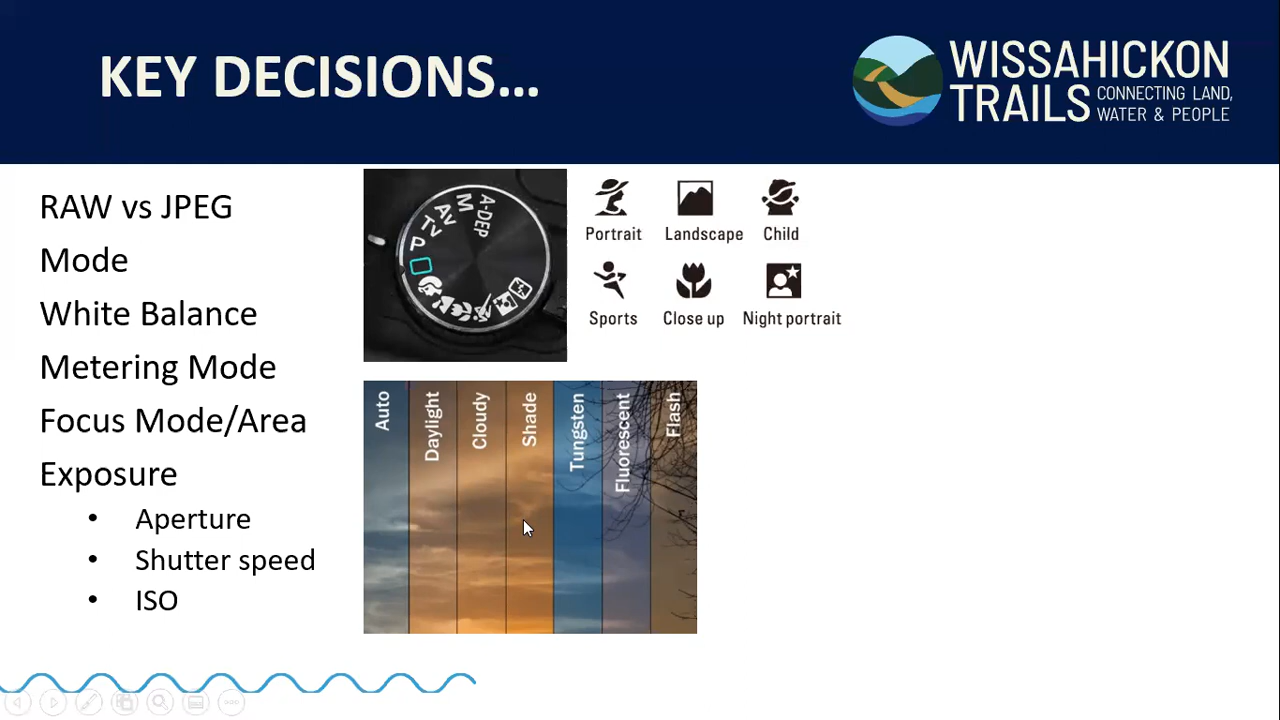 KEY DECISIONS...
WISSAHICKON
TRAILS CONNECTING LAND,
WATER & PEOPLE
RAW vs JPEG
Mode
White Balance
Metering Mode
Focus Mode/Area
Exposure
• Aperture
• Shutter speed
• ISO
A-DEP
M
Av
Tv
P
Portrait
Landscape
Child
Sports
Close up
Night portrait
Auto
Daylight
Cloudy
Shade
Tungsten
Fluorescent
Flash